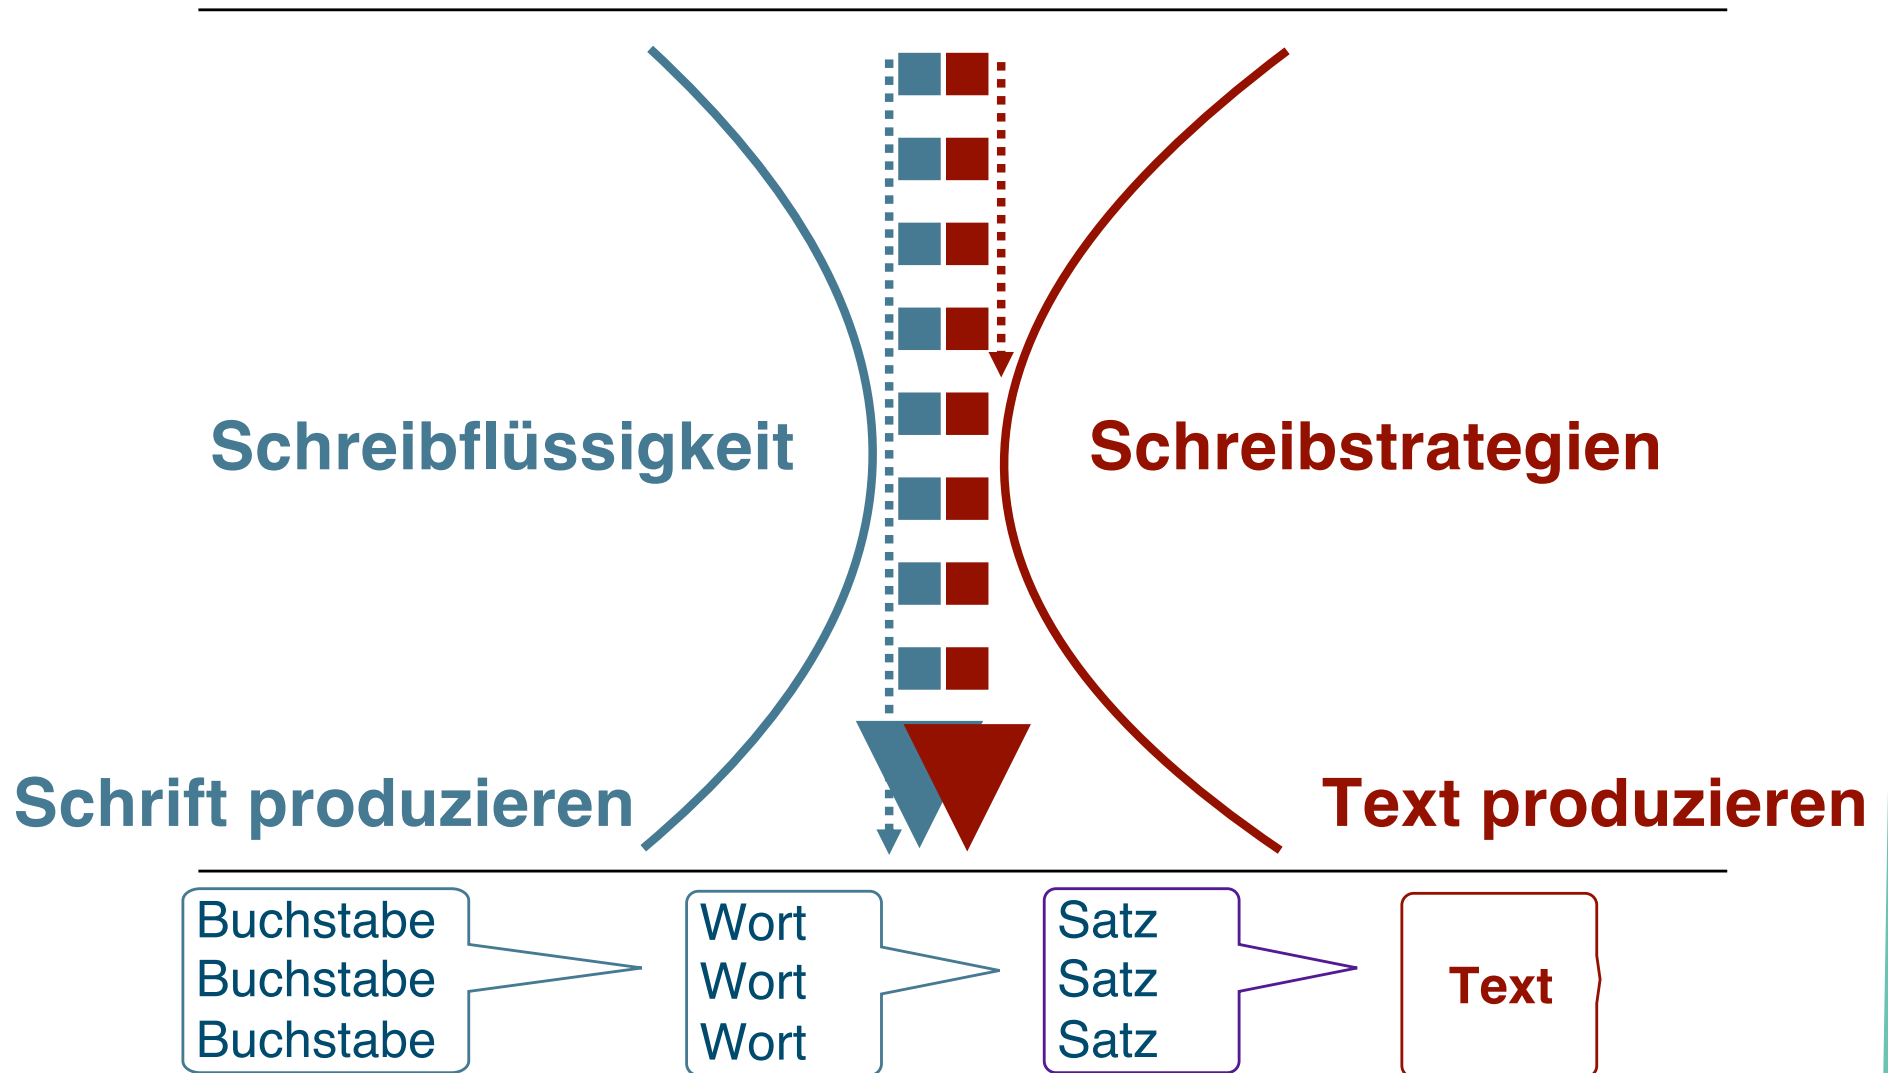 Schreibflüssigkeit
Schreibstrategien
Schrift produzieren
Text produzieren
Buchstabe
Buchstabe
Buchstabe
Wort
Wort
Wort
Satz
Satz
Satz
Text